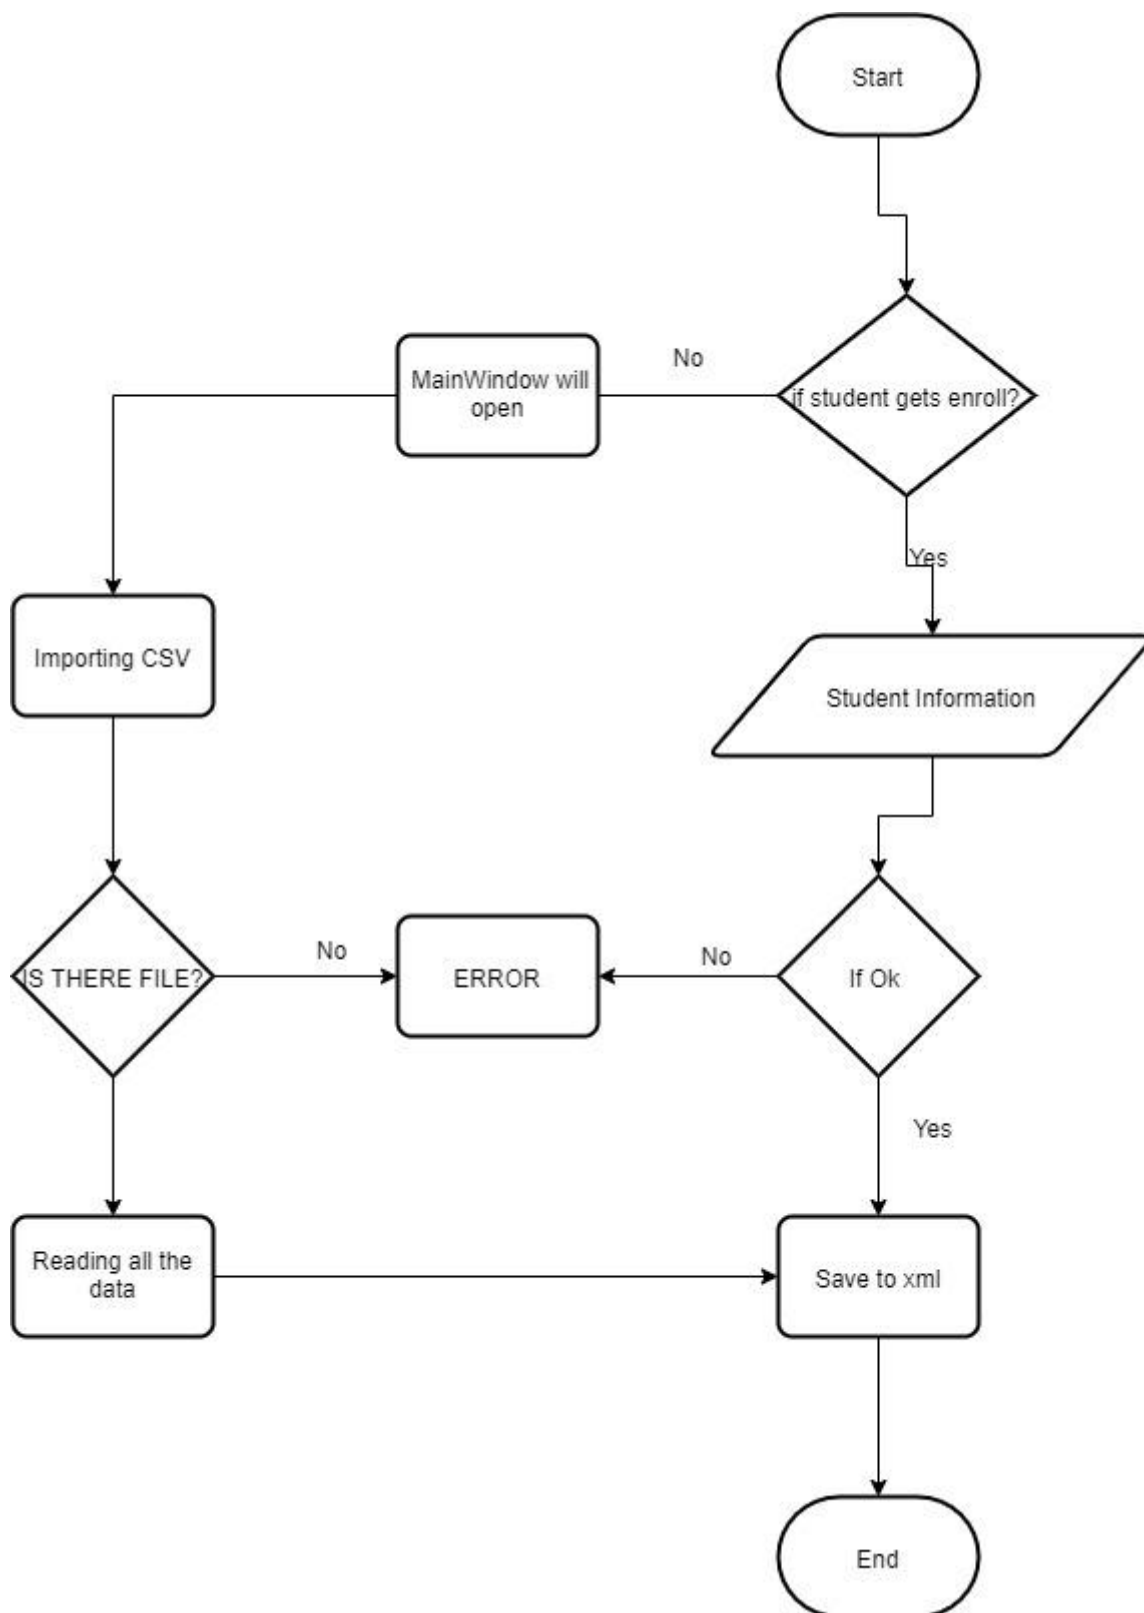 Start
No
MainWindow will
open
if student gets enroll?
Yes
Importing CSV
Student Information
No
No
IS THERE FILE?
ERROR
If Ok
Yes
Reading all the
data
Save to xml
End